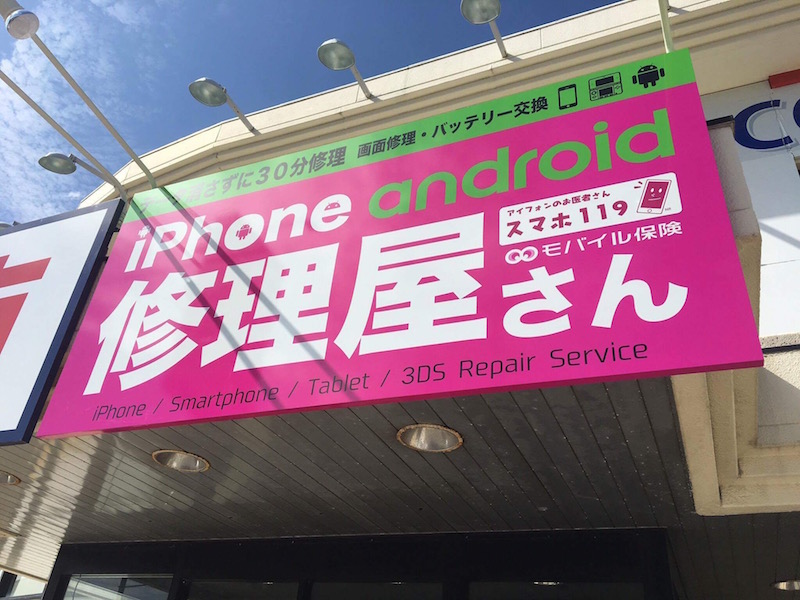 さずに30分修理 画面修理・バッテリー交換
iPhone android
アイフォンのお医者さん
スマホ119
モバイル保険
修理屋さん
iPhone / Smartphone / Tablet / 3DS Repair Service